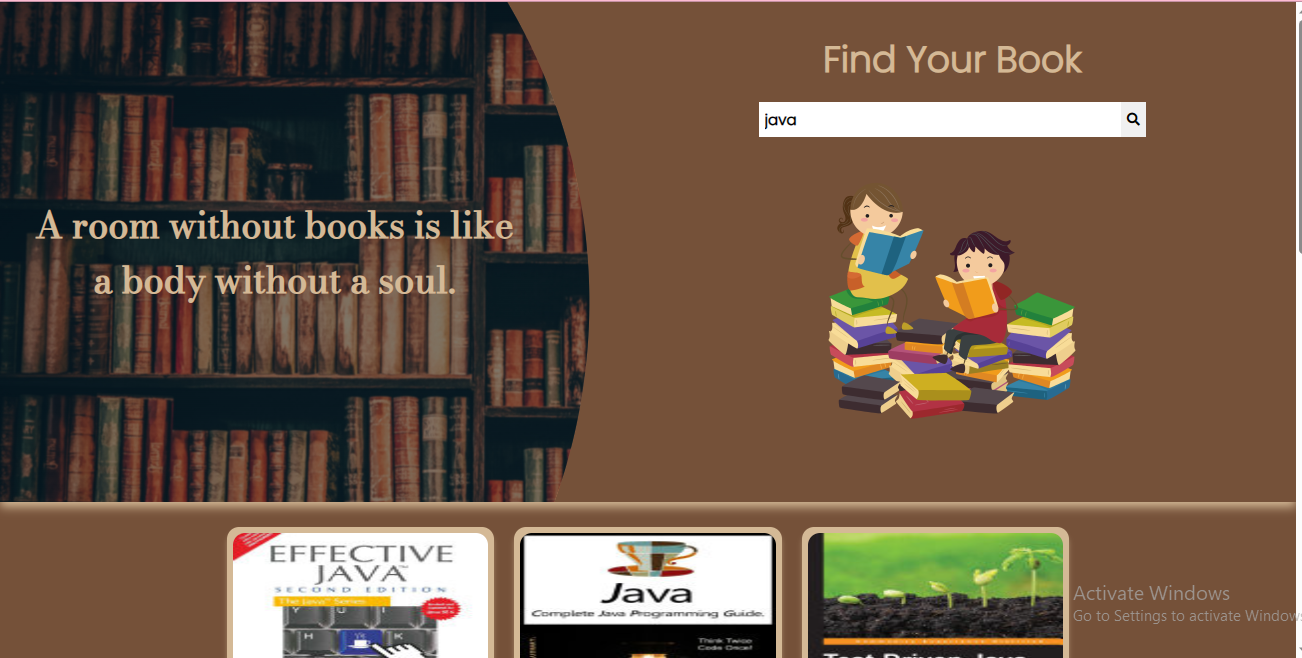 Find Your Book
java
A room without books is like
a body without a soul.
EFFECTIVE
JAVA™
SECOND EDITION
The Java™ Series
Y U I
H K
Java
Complete Java Programming Guide.
Think Twice
Code Once!
Test-Driven Java
Activate Windows
Go to Settings to activate Window